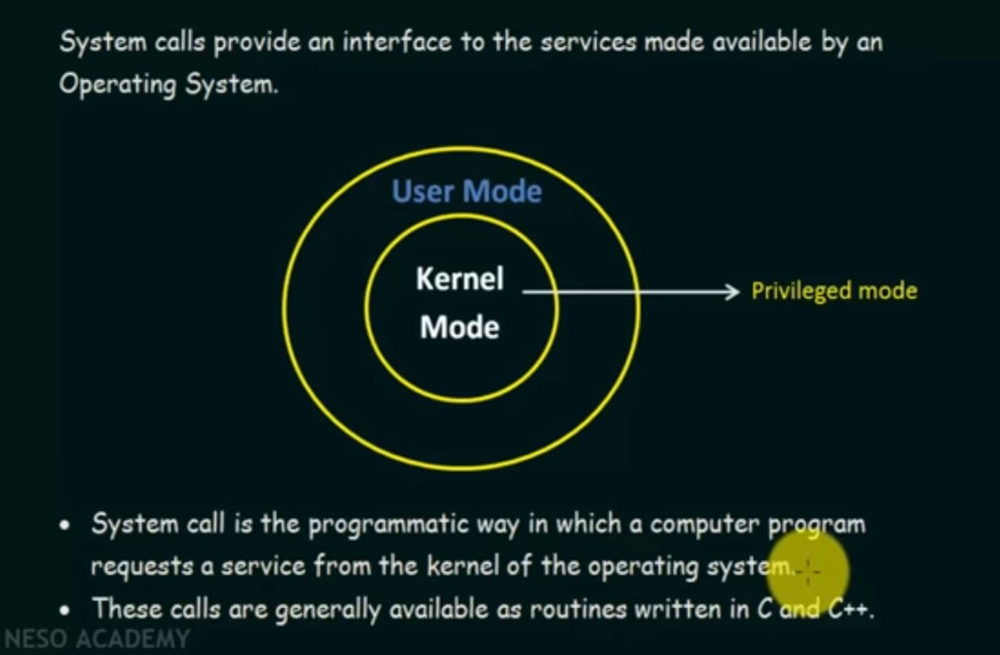 System calls provide an interface to the services made available by an
Operating System.
User Mode
Kernel
Mode
Privileged mode
• System call is the programmatic way in which a computer program
requests a service from the kernel of the operating system.
• These calls are generally available as routines written in C and C++.
NESO ACADEMY